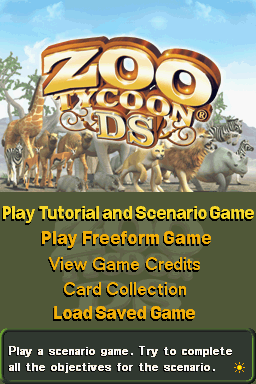 ZOO
TYCOON®
DS
Play Tutorial and Scenario Game
Play Freeform Game
View Game Credits
Card Collection
Load Saved Game
Play a scenario game. Try to complete
all the objectives for the scenario.